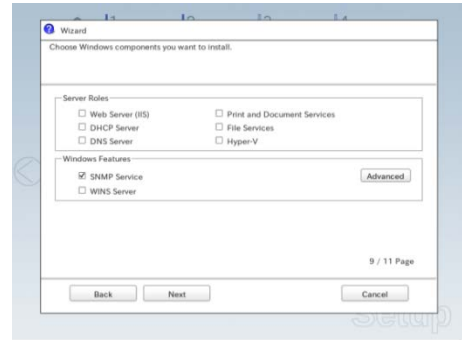 Wizard
Choose Windows components you want to install.
Server Roles
Web Server (IIS)
Print and Document Services
DHCP Server
File Services
DNS Server
Hyper-V
Windows Features
SNMP Service
Advanced
WINS Server
9 / 11 Page
Back
Next
Cancel
Setup